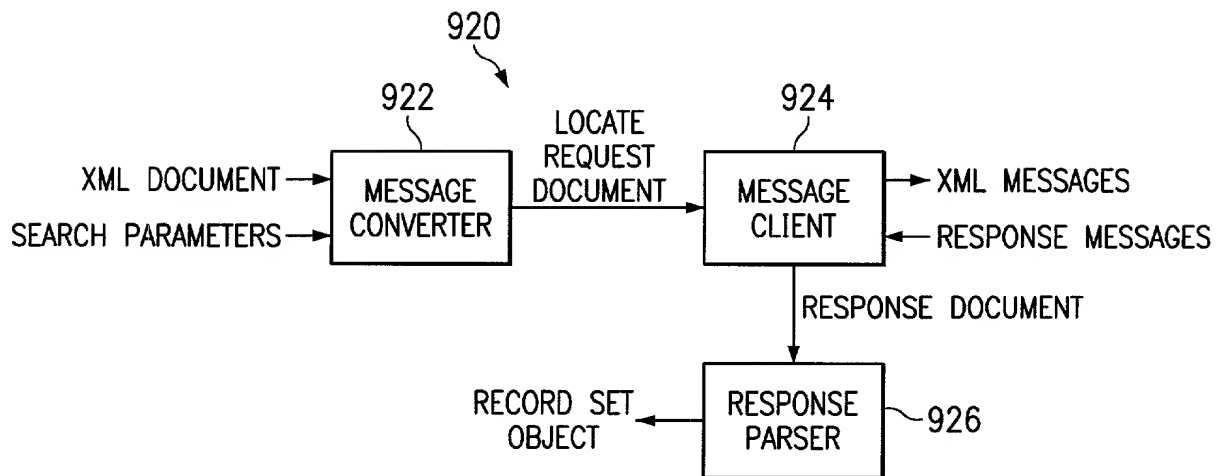 920
922
924
LOCATE
REQUEST
DOCUMENT
XML DOCUMENT
SEARCH PARAMETERS
MESSAGE
CONVERTER
MESSAGE
CLIENT
XML MESSAGES
RESPONSE MESSAGES
RESPONSE DOCUMENT
RECORD SET
OBJECT
RESPONSE
PARSER
926